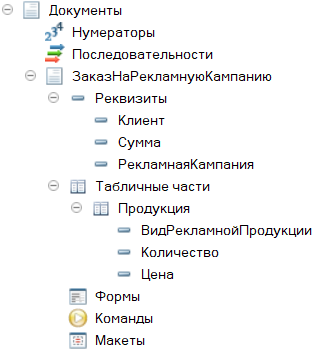 Документы
Нумераторы
Последовательности
ЗаказНаРекламнуюКампанию
Реквизиты
Клиент
Сумма
РекламнаяКампания
Табличные части
Продукция
ВидРекламнойПродукции
Количество
Цена
Формы
Команды
Макеты